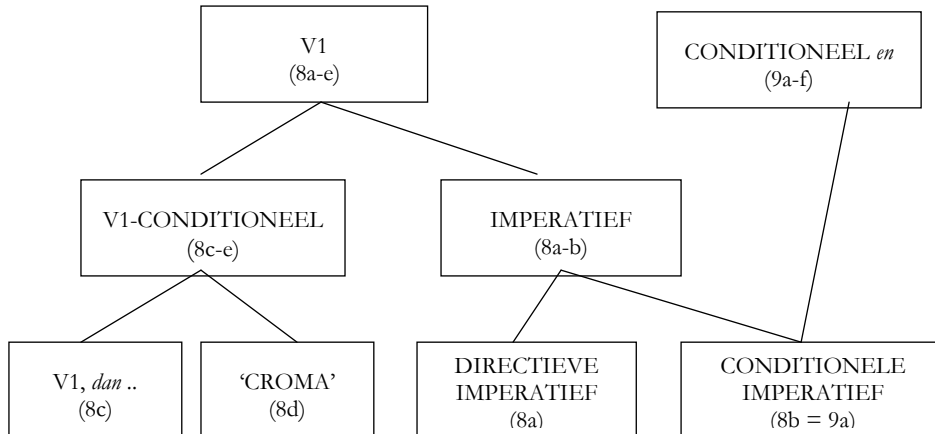 V1
(8a-e)
CONDITIONEEL en
(9a-f)
V1-CONDITIONEEL
(8c-e)
IMPERATIEF
(8a-b)
V1, dan ..
(8c)
‘CROMA’
(8d)
DIRECTIEVE
IMPERATIEF
(8a)
CONDITIONELE
IMPERATIEF
(8b = 9a)